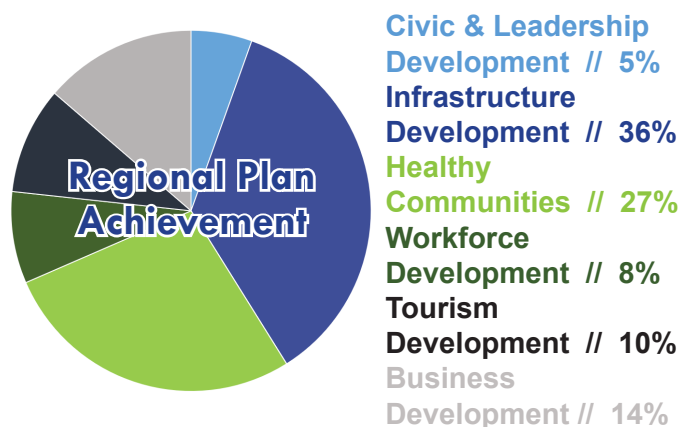 Regional Plan
Achievement
Civic & Leadership
Development // 5%
Infrastructure
Development // 36%
Healthy
Communities // 27%
Workforce
Development // 8%
Tourism
Development // 10%
Business
Development // 14%